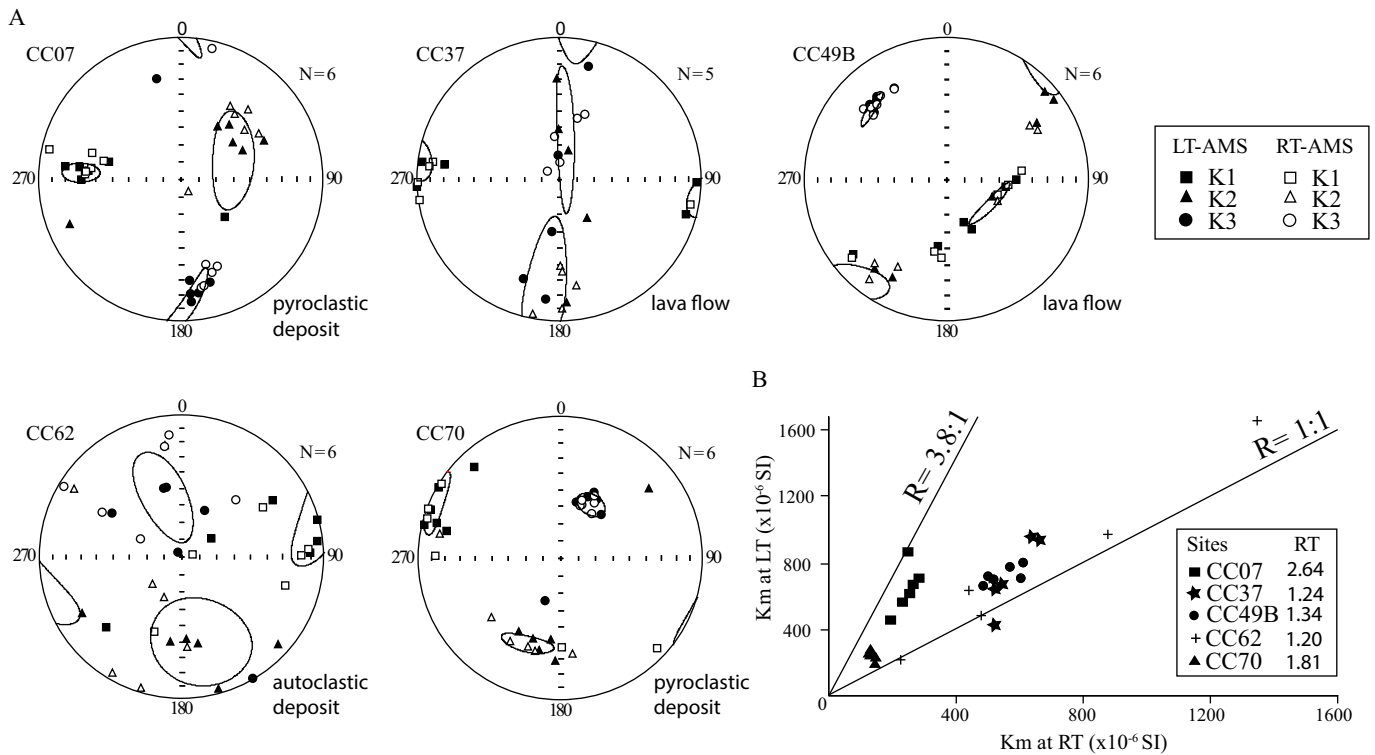 A
CC07
0
N=6
270
90
180
pyroclastic
deposit
CC37
0
N=5
270
90
180
lava flow
CC49B
0
N=6
270
90
180
lava flow
LT-AMS RT-AMS
K1 K1
K2 K2
K3 K3
CC62
0
N=6
270
90
180
autoclastic
deposit
CC70
0
N=6
270
90
180
pyroclastic
deposit
B
Km at LT (x10⁻⁶ SI)
1600
1200
800
400
0
400
800
1200
1600
Km at RT (x10⁻⁶ SI)
R= 3.8:1
R= 1:1
Sites RT
CC07 2.64
CC37 1.24
CC49B 1.34
CC62 1.20
CC70 1.81